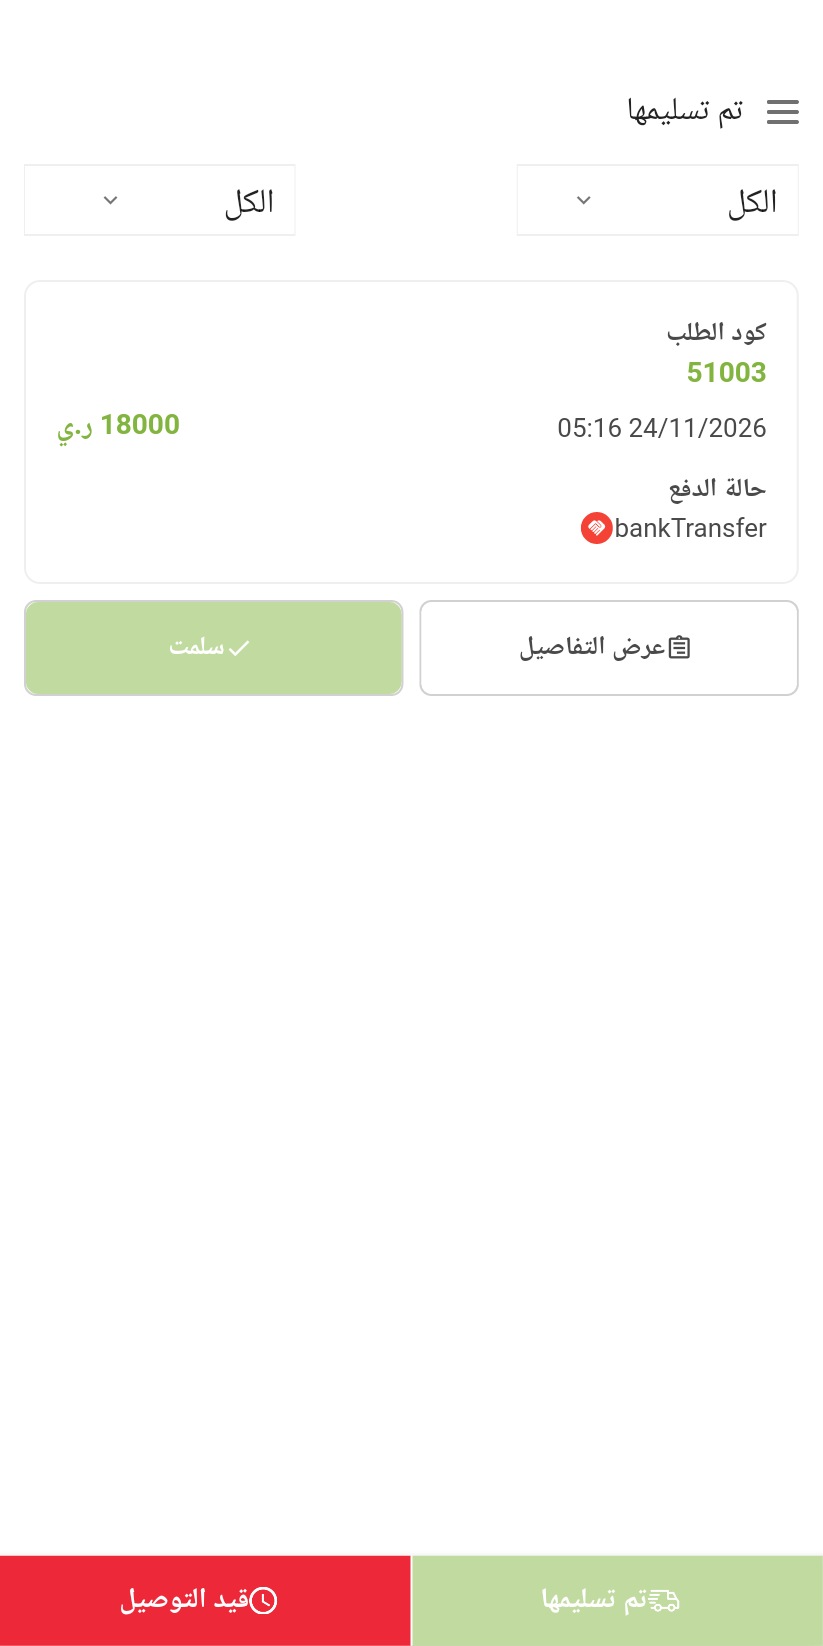 تم تسليمها
الكل
الكل
كود الطلب
51003
05:16 24/11/2026
18000 ر.ي
حالة الدفع
bankTransfer
عرض التفاصيل
سلمت
تم تسليمها
قيد التوصيل